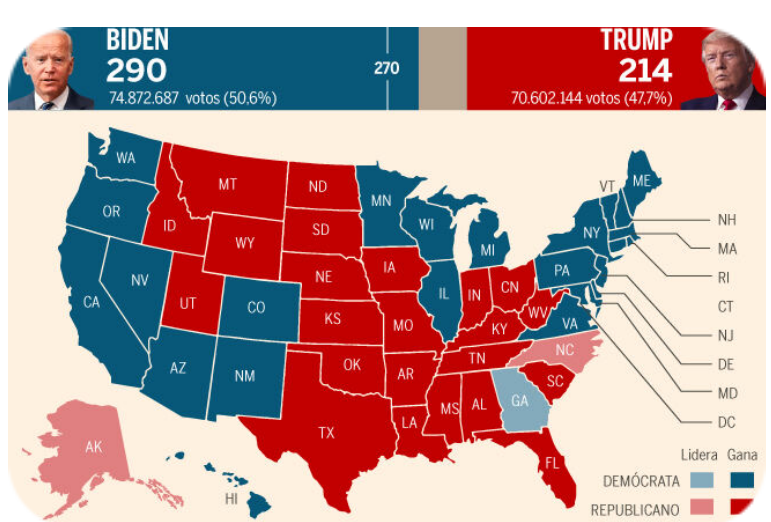 BIDEN
290
74.872.687 votos (50,6%)
270
TRUMP
214
70.602.144 votos (47,7%)
WA
MT
ND
MN
VT
ME
OR
ID
SD
WI
MI
NY
NH
MA
WY
RI
NV
NE
IA
PA
CT
CA
UT
CO
IL
IN
CN
NJ
KS
MO
KY
WV
VA
DE
AZ
NM
OK
AR
TN
NC
MD
SC
DC
TX
LA
MS
AL
GA
AK
FL
HI
Lidera Gana
DEMÓCRATA
REPUBLICANO